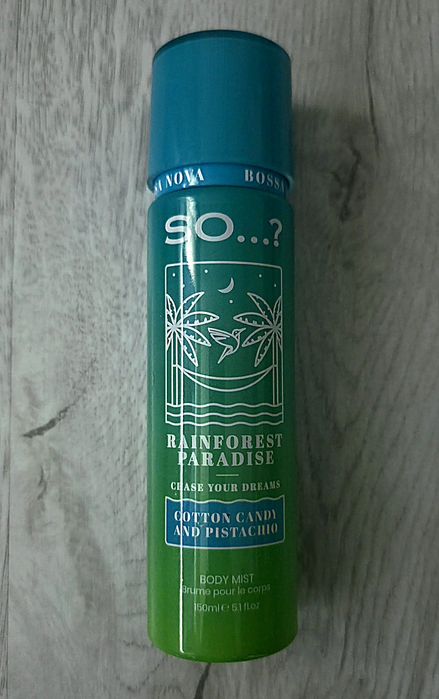 NOVA BOSSA
SO...?
RAINFOREST
PARADISE
CHASE YOUR DREAMS
COTTON CANDY
AND PISTACHIO
BODY MIST
Brume pour le corps
150ml e 5.1 fl.oz